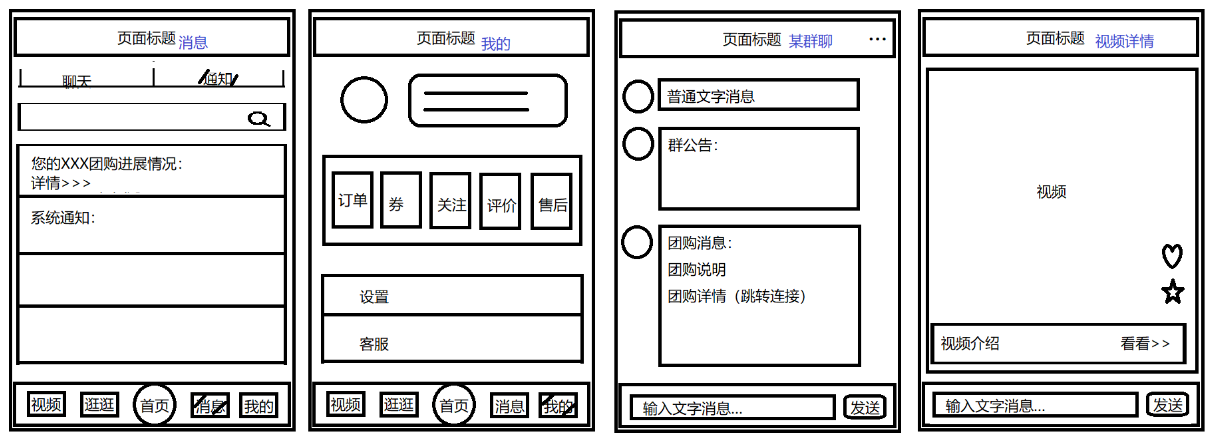 页面标题 消息
聊天
通知
您的XXX团购进展情况：
详情>>>
系统通知：
视频
逛逛
首页
消息
我的
页面标题 我的
订单
券
关注
评价
售后
设置
客服
视频
逛逛
首页
消息
我的
页面标题 某群聊 ...
普通文字消息
群公告：
团购消息：
团购说明
团购详情（跳转连接）
输入文字消息...
发送
页面标题 视频详情
视频
视频介绍
看看>>
输入文字消息...
发送